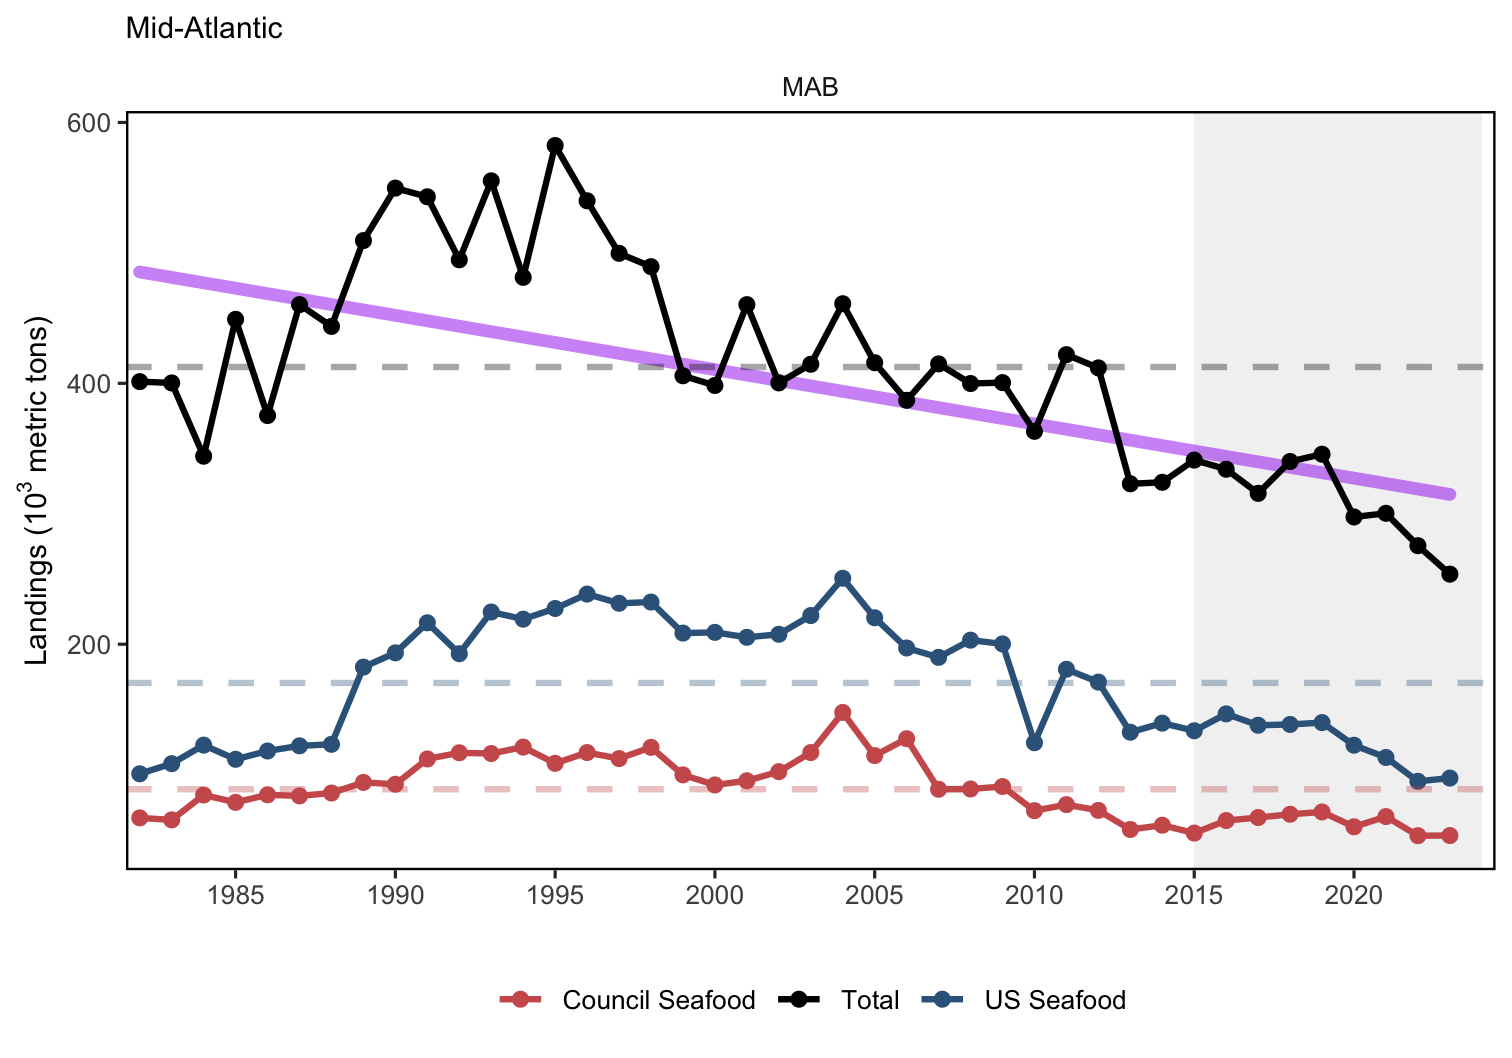 Mid-Atlantic
MAB
Landings (10³ metric tons)
600
400
200
1985 1990 1995 2000 2005 2010 2015 2020
Council Seafood Total US Seafood